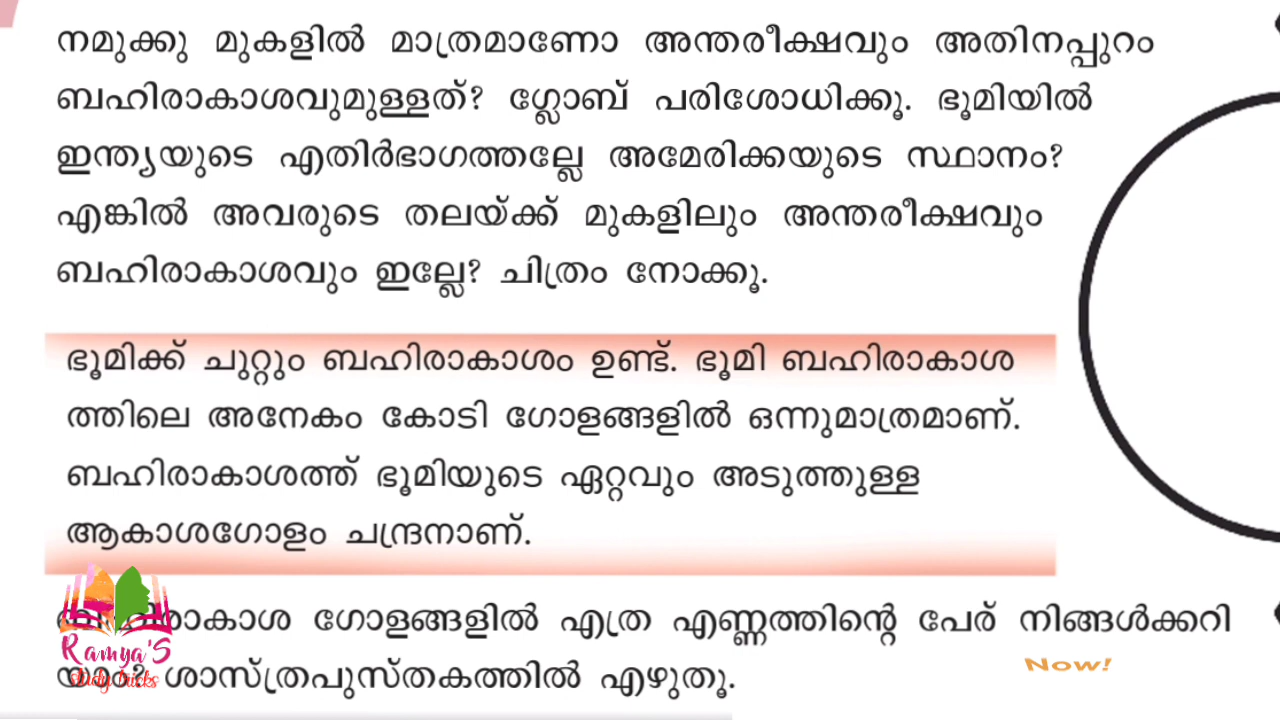 നമുക്കു മുകളിൽ മാത്രമാണോ അന്തരീക്ഷവും അതിനപ്പുറം
ബഹിരാകാശവുമുള്ളത്? ഗ്ലോബ് പരിശോധിക്കൂ. ഭൂമിയിൽ
ഇന്ത്യയുടെ എതിർഭാഗത്തല്ലേ അമേരിക്കയുടെ സ്ഥാനം?
എങ്കിൽ അവരുടെ തലയ്ക്ക് മുകളിലും അന്തരീക്ഷവും
ബഹിരാകാശവും ഇല്ലേ? ചിത്രം നോക്കൂ.
ഭൂമിക്ക് ചുറ്റും ബഹിരാകാശം ഉണ്ട്. ഭൂമി ബഹിരാകാശ
ത്തിലെ അനേകം കോടി ഗോളങ്ങളിൽ ഒന്നുമാത്രമാണ്.
ബഹിരാകാശത്ത് ഭൂമിയുടെ ഏറ്റവും അടുത്തുള്ള
ആകാശഗോളം ചന്ദ്രനാണ്.
ഗോളങ്ങളിൽ എത്ര എണ്ണത്തിന്റെ പേര് നിങ്ങൾക്കറി
ശാസ്ത്രപുസ്തകത്തിൽ എഴുതൂ.
Ramya'S
study tricks
Now!